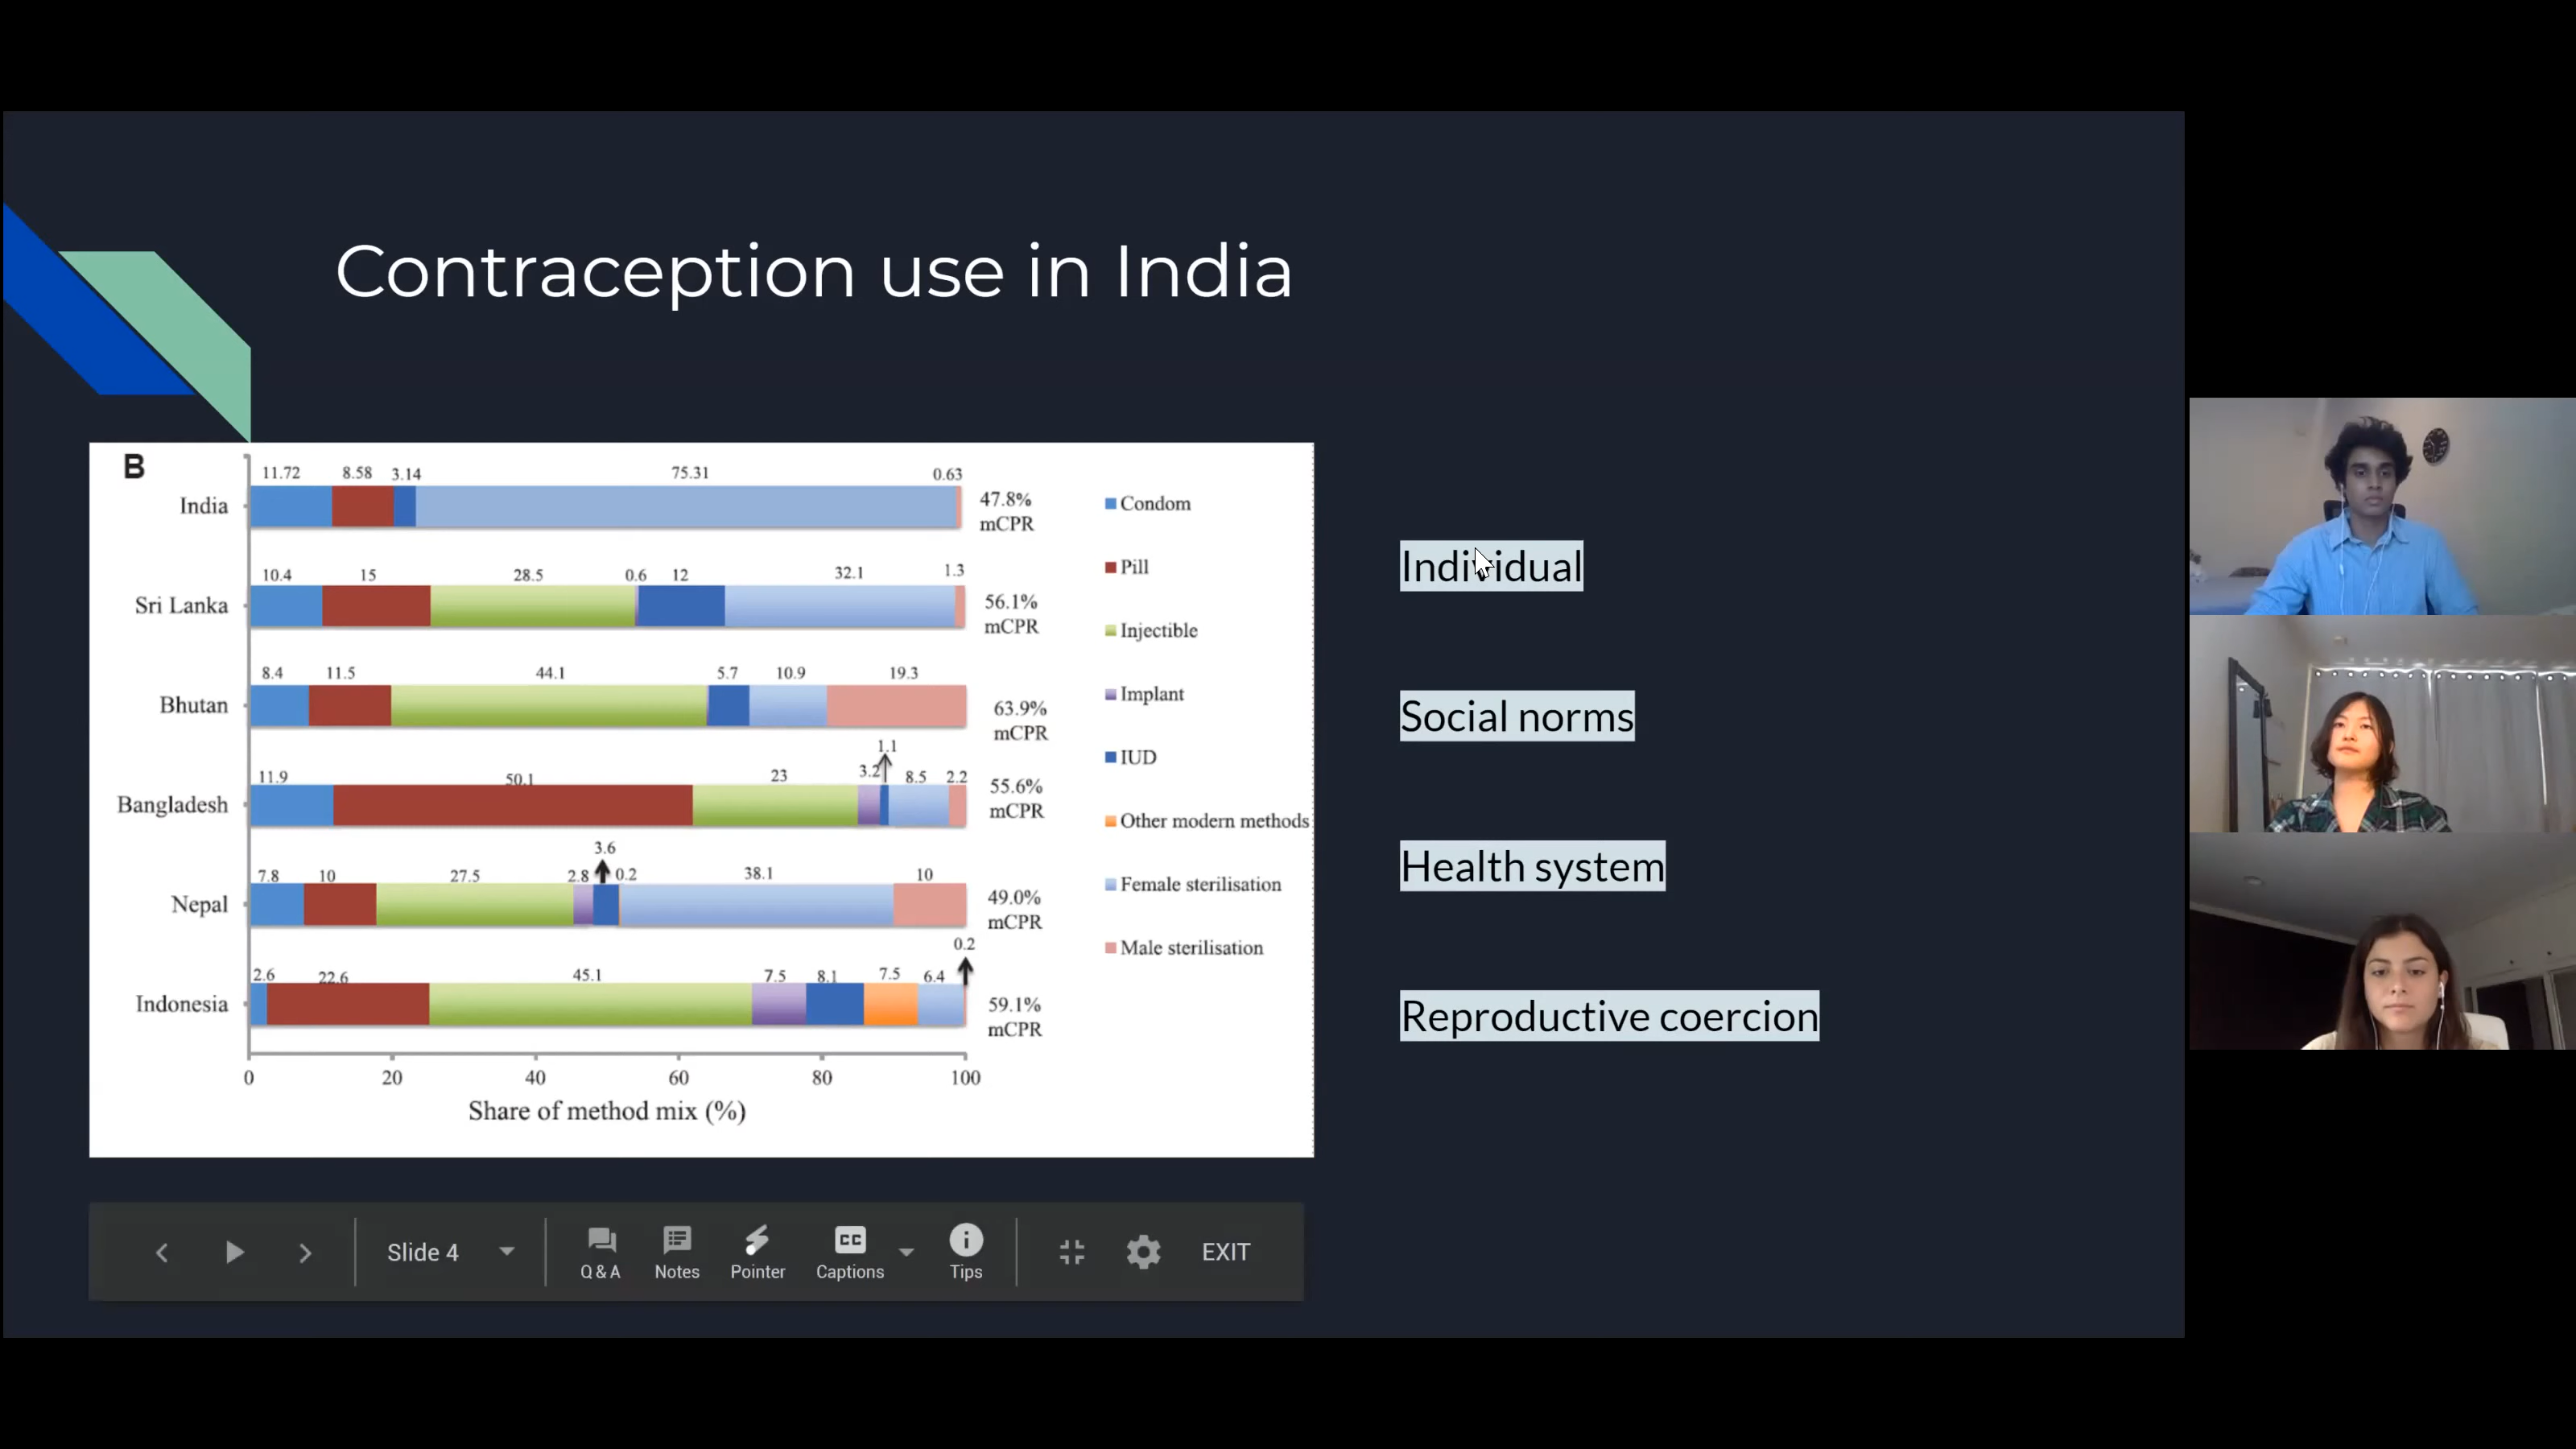 Contraception use in India
B
11.72 8.58 3.14 75.31 0.63
India
47.8%
mCPR
10.4 15 28.5 0.6 12 32.1 1.3
Sri Lanka
56.1%
mCPR
8.4 11.5 44.1 5.7 10.9 19.3
Bhutan
63.9%
mCPR
1.1
11.9 50.1 23 3.2 8.5 2.2
Bangladesh
55.6%
mCPR
3.6
7.8 10 27.5 2.8 0.2 38.1 10
Nepal
49.0%
mCPR
0.2
2.6 22.6 45.1 7.5 8.1 7.5 6.4
Indonesia
59.1%
mCPR
0 20 40 60 80 100
Share of method mix (%)
Condom
Pill
Injectible
Implant
IUD
Other modern methods
Female sterilisation
Male sterilisation
Individual
Social norms
Health system
Reproductive coercion
Slide 4
Q & A
Notes
Pointer
CC
Captions
Tips
EXIT